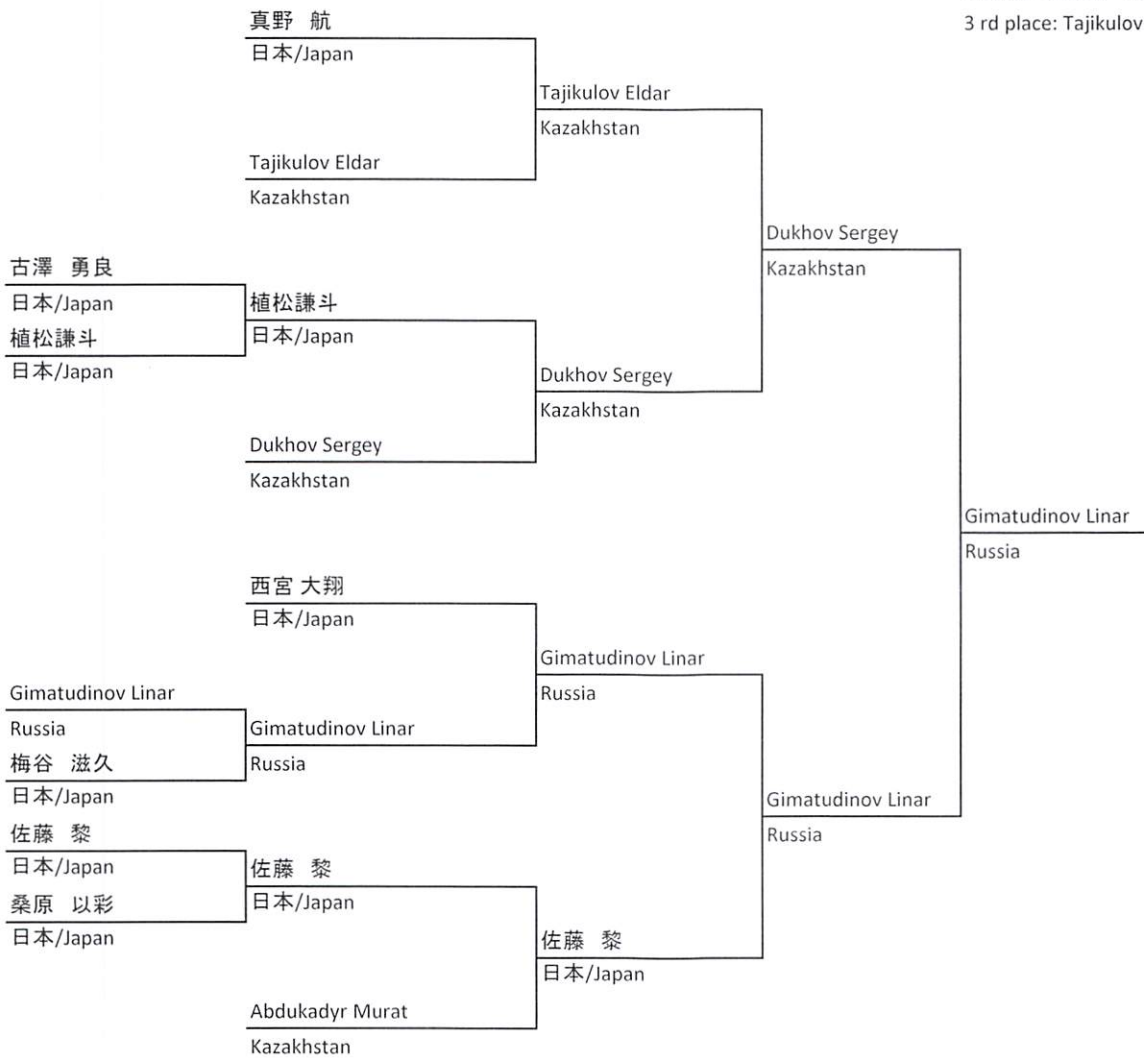 真野 航
日本/Japan
3 rd place: Tajikulov
Tajikulov Eldar
Kazakhstan
Tajikulov Eldar
Kazakhstan
Dukhov Sergey
Kazakhstan
古澤 勇良
日本/Japan
植松謙斗
日本/Japan
植松謙斗
日本/Japan
Dukhov Sergey
Kazakhstan
Dukhov Sergey
Kazakhstan
Gimatudinov Linar
Russia
西宮 大翔
日本/Japan
Gimatudinov Linar
Russia
Gimatudinov Linar
Russia
Gimatudinov Linar
Russia
梅谷 滋久
日本/Japan
Gimatudinov Linar
Russia
佐藤 黎
日本/Japan
佐藤 黎
日本/Japan
桑原 以彩
日本/Japan
佐藤 黎
日本/Japan
Abdukadyr Murat
Kazakhstan